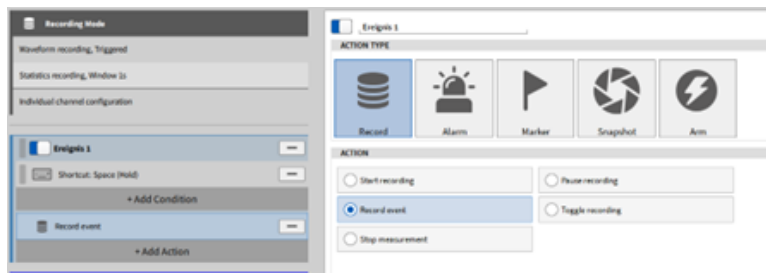 Recording Mode
Waveform recording, Triggered
Statistics recording, Window 1s
Individual channel configuration
Ereignis 1
Shortcut: Space (Hold)
+ Add Condition
Record event
+ Add Action
Ereignis 1
ACTION TYPE
Record Alarm Marker Snapshot Arm
ACTION
Start recording Pause recording
Record event Toggle recording
Stop measurement